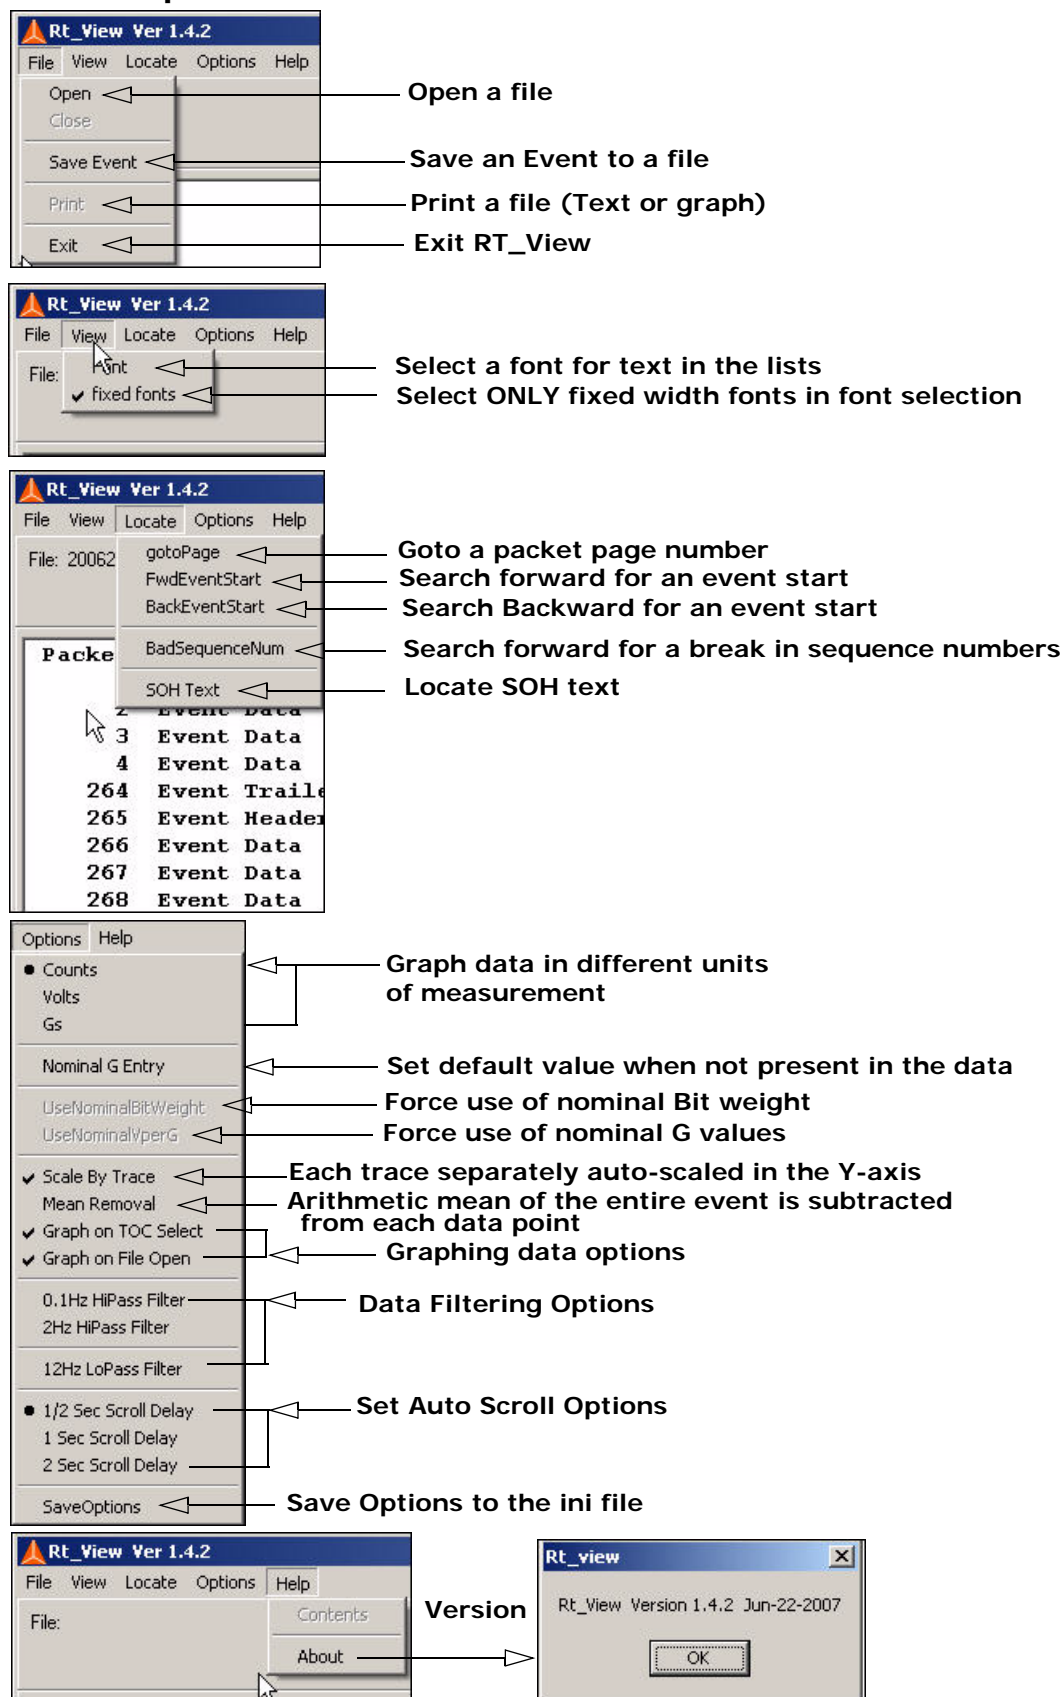 Rt_View Ver 1.4.2
File View Locate Options Help
Open
Open a file
Close
Save Event
Save an Event to a file
Print
Print a file (Text or graph)
Exit
Exit RT_View
Rt_View Ver 1.4.2
File View Locate Options Help
File:
Select a font for text in the lists
fixed fonts
Select ONLY fixed width fonts in font selection
Rt_View Ver 1.4.2
File View Locate Options Help
File: 20062
gotoPage
Goto a packet page number
FwdEventStart
Search forward for an event start
BackEventStart
Search Backward for an event start
Packe
BadSequenceNum
Search forward for a break in sequence numbers
SOH Text
Locate SOH text
2 Event Data
3 Event Data
4 Event Data
264 Event Traile
265 Event Header
266 Event Data
267 Event Data
268 Event Data
Options Help
Counts
Graph data in different units
of measurement
Volts
Gs
Nominal G Entry
Set default value when not present in the data
UseNominalBitWeight
Force use of nominal Bit weight
UseNominalVperG
Force use of nominal G values
Scale By Trace
Each trace separately auto-scaled in the Y-axis
Mean Removal
Arithmetic mean of the entire event is subtracted
from each data point
Graph on TOC Select
Graph on File Open
Graphing data options
0.1Hz HiPass Filter
Data Filtering Options
2Hz HiPass Filter
12Hz LoPass Filter
1/2 Sec Scroll Delay
Set Auto Scroll Options
1 Sec Scroll Delay
2 Sec Scroll Delay
SaveOptions
Save Options to the ini file
Rt_View Ver 1.4.2
File View Locate Options Help
File:
Contents
About
Version
Rt_view
Rt_View Version 1.4.2 Jun-22-2007
OK